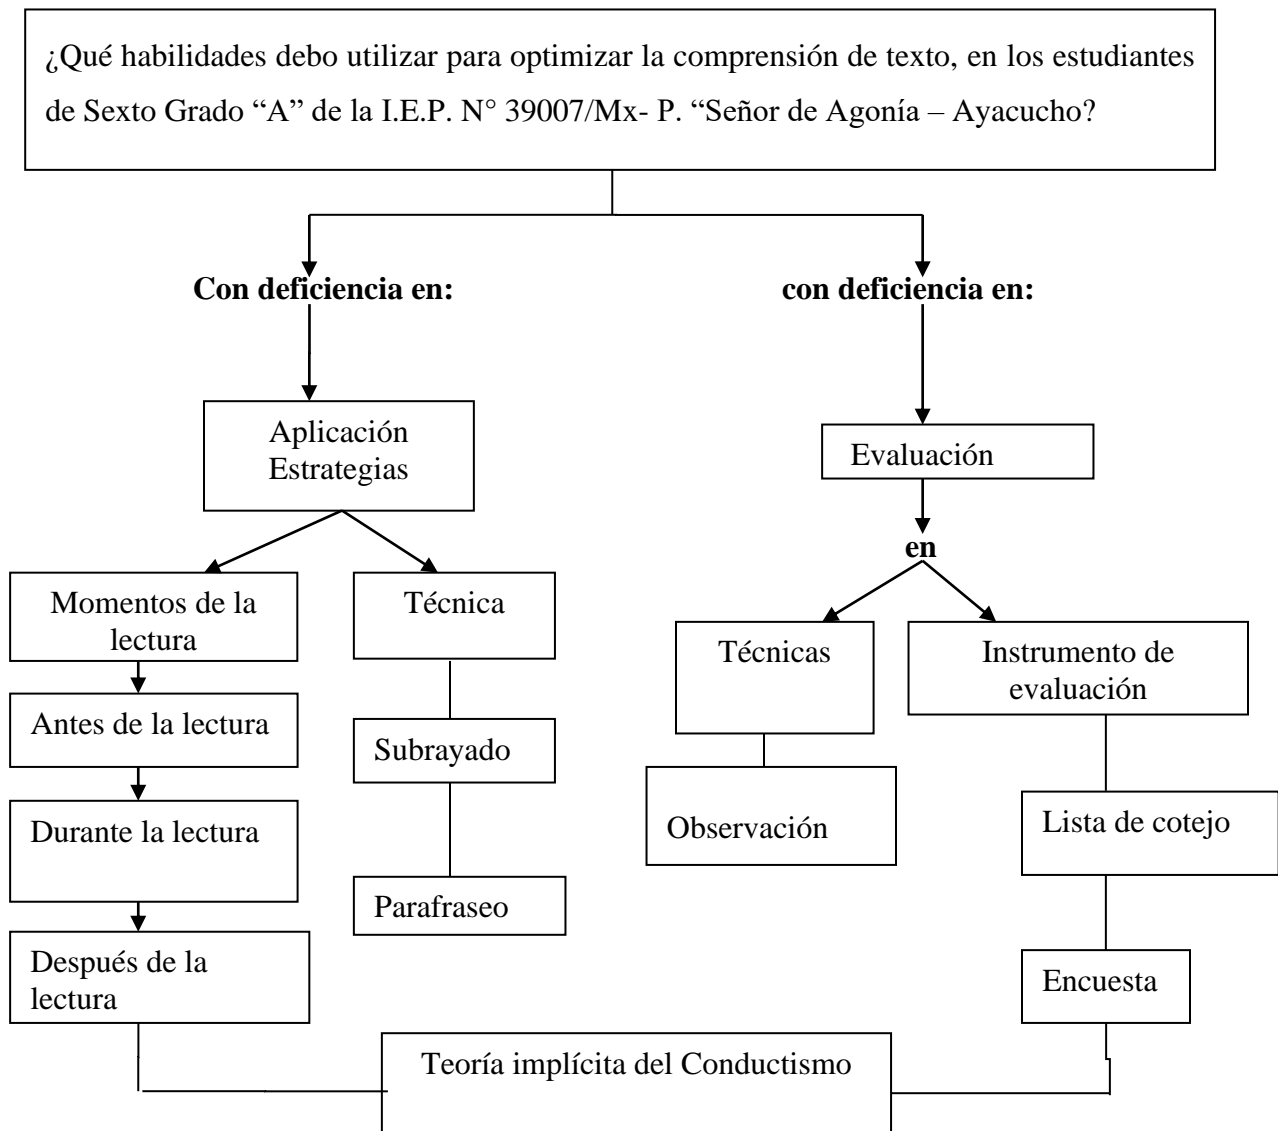 ¿Qué habilidades debo utilizar para optimizar la comprensión de texto, en los estudiantes
de Sexto Grado “A” de la I.E.P. N° 39007/Mx- P. “Señor de Agonía – Ayacucho?
Con deficiencia en:
con deficiencia en:
Aplicación
Estrategias
Evaluación
en
Momentos de la
lectura
Técnica
Técnicas
Instrumento de
evaluación
Antes de la lectura
Subrayado
Observación
Lista de cotejo
Durante la lectura
Parafraseo
Después de la
lectura
Encuesta
Teoría implícita del Conductismo